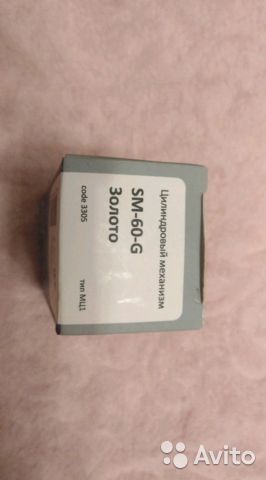 Цилиндровый механизм
SM-60-G
Золото
code 3305
тип МЦ1
Avito